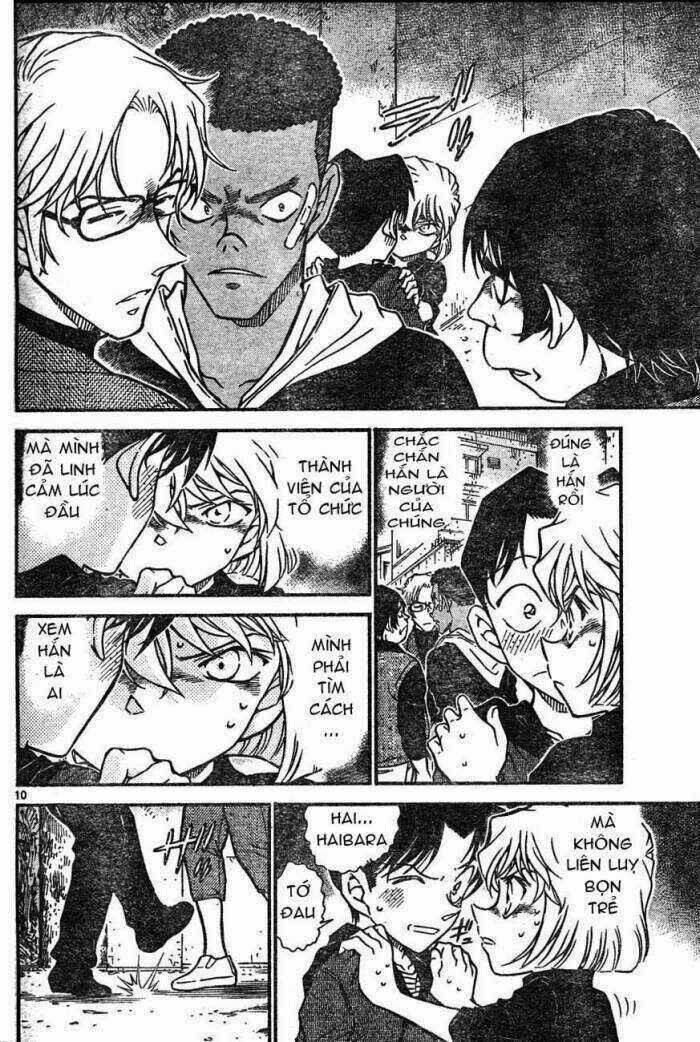 ĐÚNG
LÀ
HẮN
RỒI
CHẮC
CHẮN
HẮN LÀ
NGƯỜI
CỦA
CHÚNG
THÀNH
VIÊN CỦA
TỔ CHỨC
MÀ MÌNH
ĐÃ LINH
CẢM LÚC
ĐẦU
MÌNH
PHẢI
TÌM
CÁCH
...
XEM
HẮN
LÀ
AI
10
MÀ
KHÔNG
LIÊN LUỴ
BỌN
TRẺ
HAI...
HAIBARA
TỚ
ĐAU